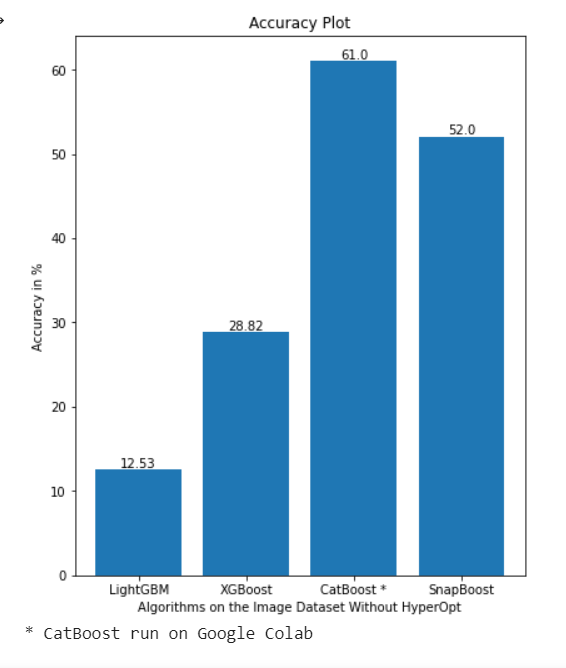 Accuracy Plot
61.0
60
52.0
50
40
Accuracy in %
30
28.82
20
12.53
10
0
LightGBM XGBoost CatBoost * SnapBoost
Algorithms on the Image Dataset Without HyperOpt
* CatBoost run on Google Colab